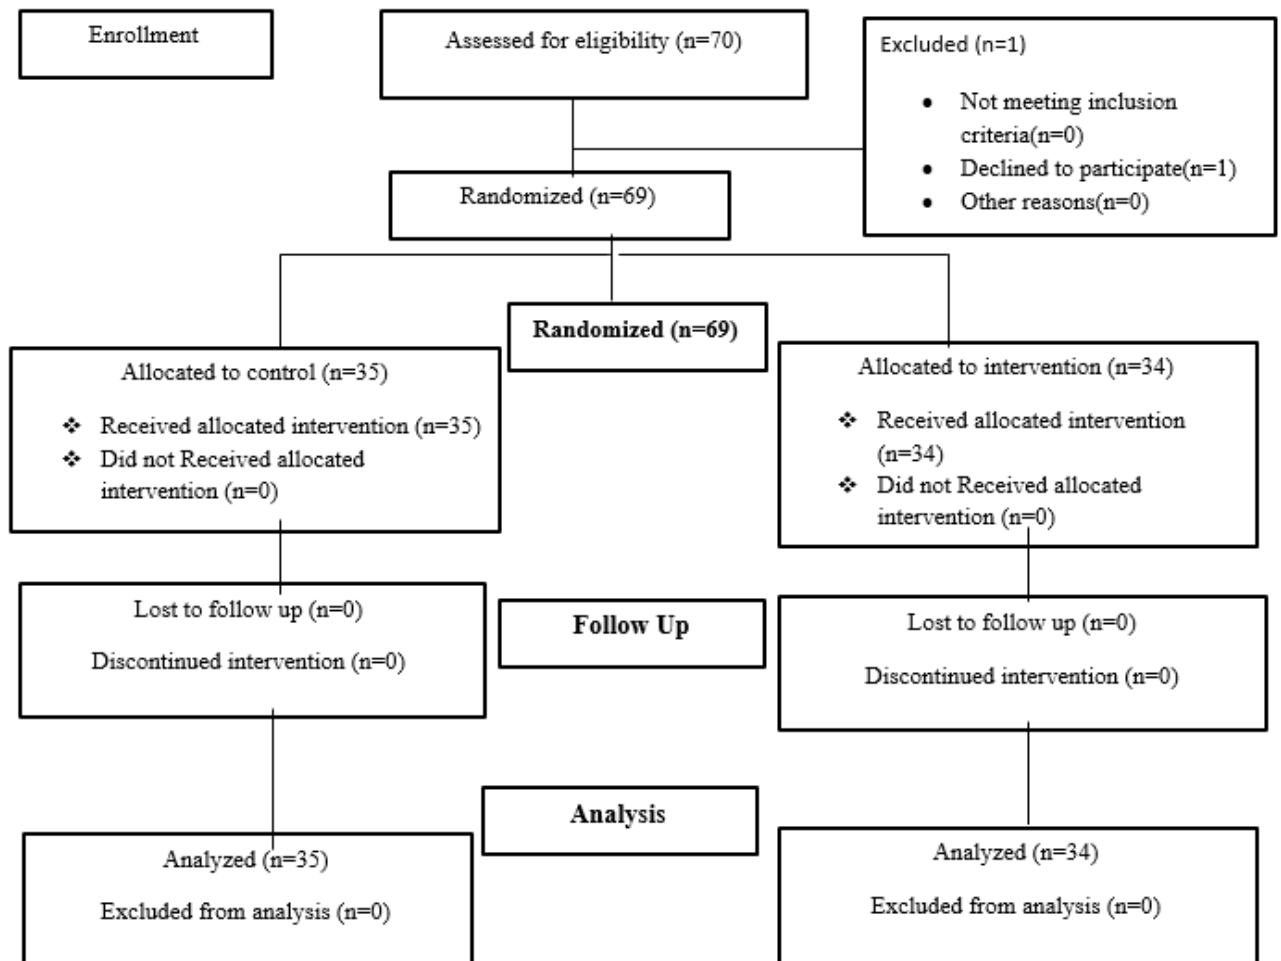 Enrollment
Assessed for eligibility (n=70)
Excluded (n=1)
● Not meeting inclusion
criteria(n=0)
● Declined to participate(n=1)
● Other reasons(n=0)
Randomized (n=69)
Randomized (n=69)
Allocated to control (n=35)
❖ Received allocated intervention (n=35)
❖ Did not Received allocated
intervention (n=0)
Allocated to intervention (n=34)
❖ Received allocated intervention
(n=34)
❖ Did not Received allocated
intervention (n=0)
Lost to follow up (n=0)
Discontinued intervention (n=0)
Follow Up
Lost to follow up (n=0)
Discontinued intervention (n=0)
Analysis
Analyzed (n=35)
Excluded from analysis (n=0)
Analyzed (n=34)
Excluded from analysis (n=0)